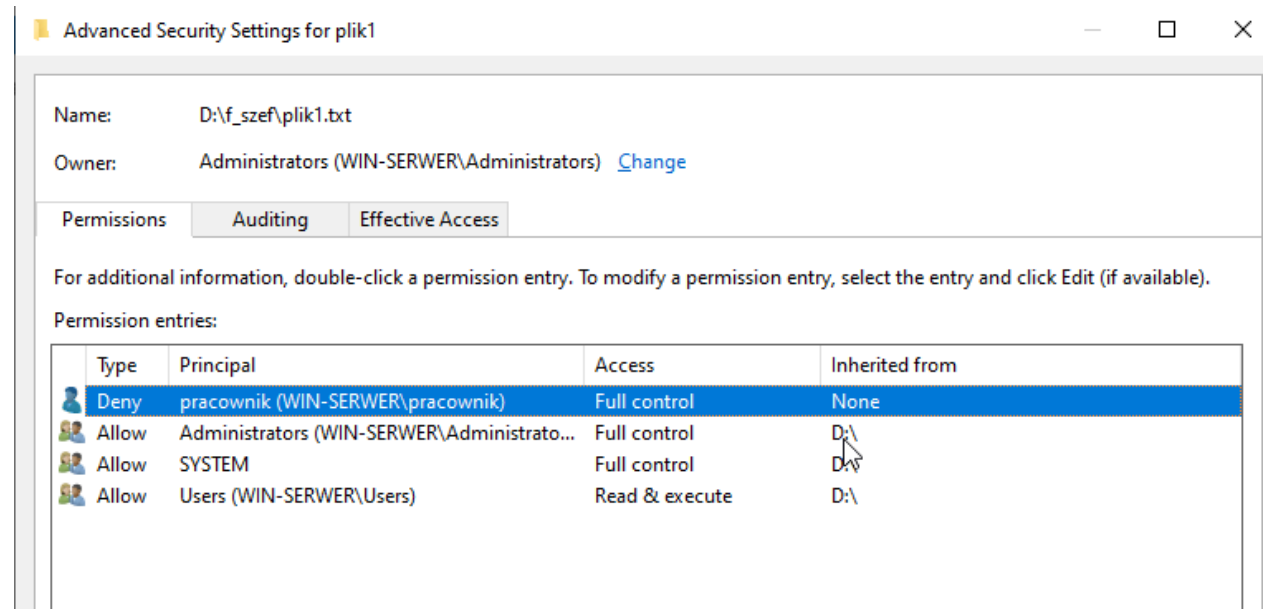 Advanced Security Settings for plik1
Name: D:\f_szef\plik1.txt
Owner: Administrators (WIN-SERWER\Administrators) Change
Permissions Auditing Effective Access
For additional information, double-click a permission entry. To modify a permission entry, select the entry and click Edit (if available).
Permission entries:
Type Principal Access Inherited from
Deny pracownik (WIN-SERWER\pracownik) Full control None
Allow Administrators (WIN-SERWER\Administrato... Full control D:\
Allow SYSTEM Full control D:\
Allow Users (WIN-SERWER\Users) Read & execute D:\